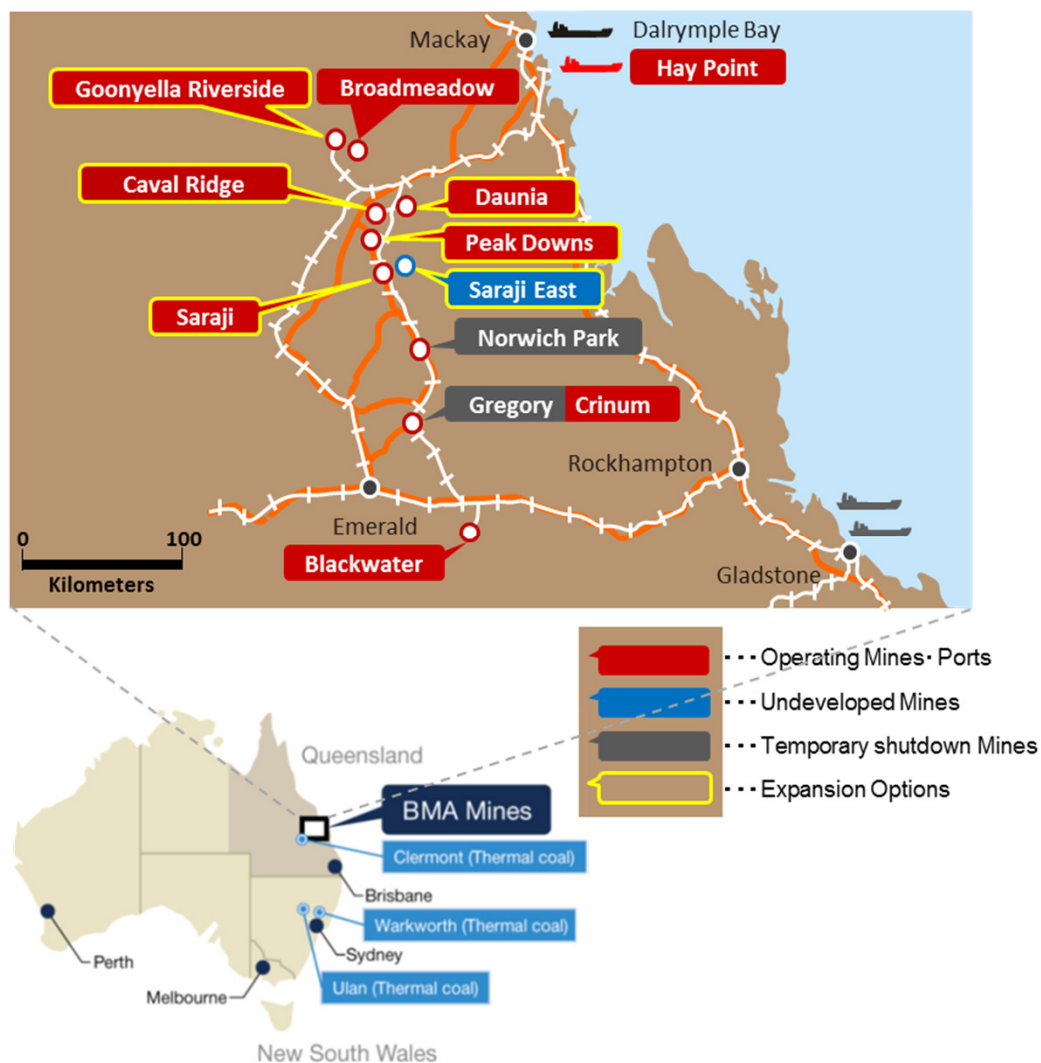 Mackay
Dalrymple Bay
Hay Point
Goonyella Riverside
Broadmeadow
Caval Ridge
Daunia
Peak Downs
Saraji East
Saraji
Norwich Park
Gregory Crinum
Rockhampton
Emerald
0 100
Kilometers
Blackwater
Gladstone
Operating Mines· Ports
Undeveloped Mines
Temporary shutdown Mines
Expansion Options
Queensland
BMA Mines
Clermont (Thermal coal)
Brisbane
Warkworth (Thermal coal)
Sydney
Perth
Ulan (Thermal coal)
Melbourne
New South Wales